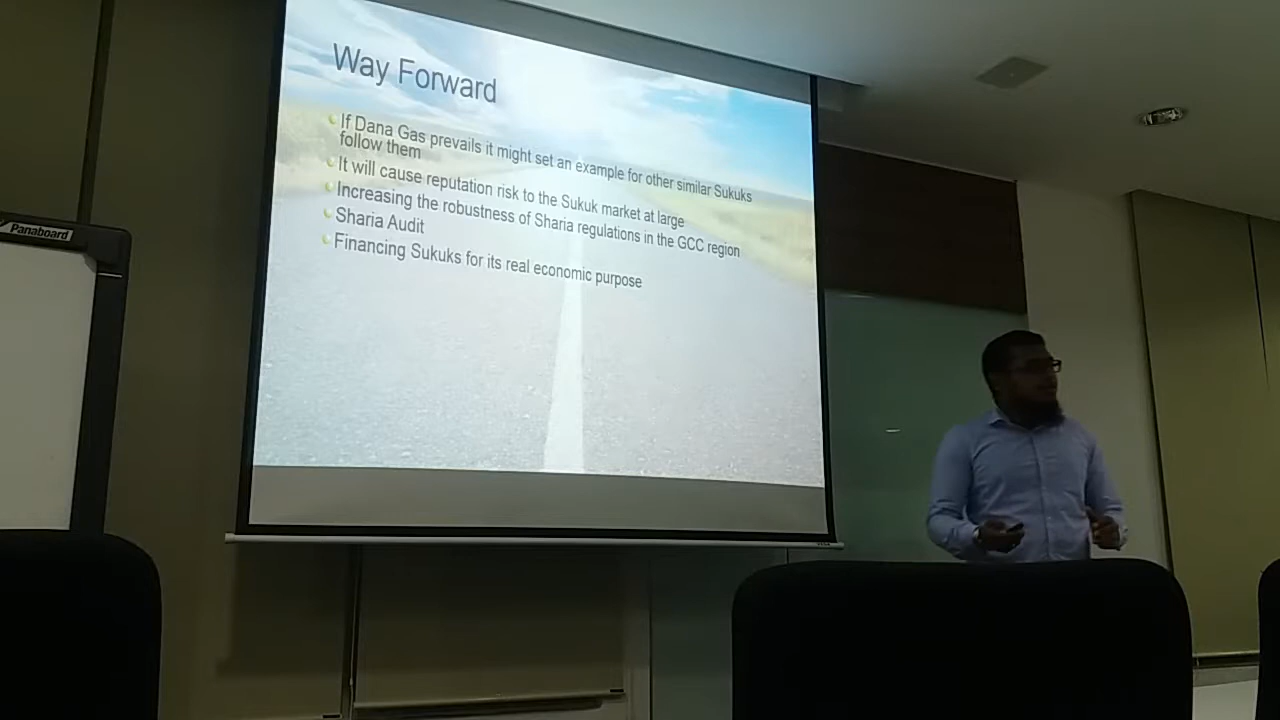 Way Forward
If Dana Gas prevails it might set an example for other similar Sukuks
follow them
It will cause reputation risk to the Sukuk market at large
Increasing the robustness of Sharia regulations in the GCC region
Sharia Audit
Financing Sukuks for its real economic purpose
Panaboard